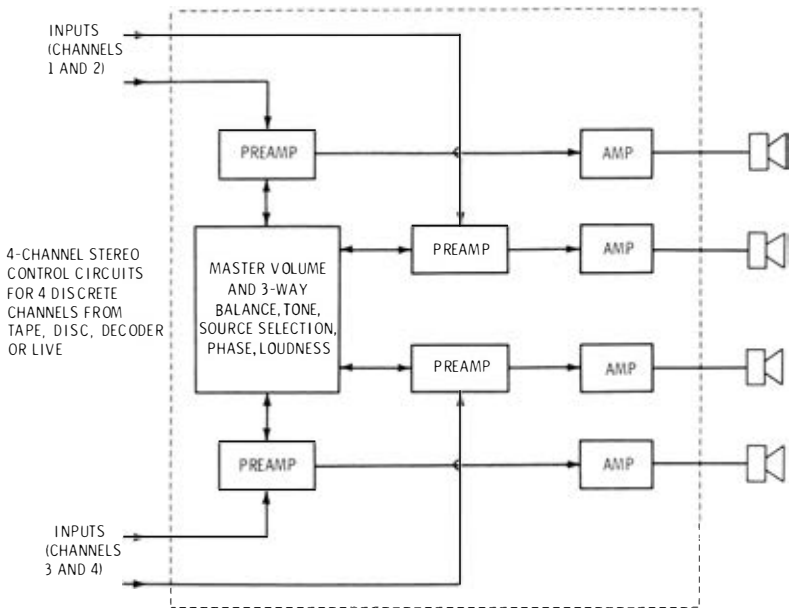 INPUTS
(CHANNELS
1 AND 2)
PREAMP
AMP
PREAMP
AMP
4-CHANNEL STEREO
CONTROL CIRCUITS
FOR 4 DISCRETE
CHANNELS FROM
TAPE, DISC, DECODER
OR LIVE
MASTER VOLUME
AND 3-WAY
BALANCE, TONE,
SOURCE SELECTION,
PHASE, LOUDNESS
PREAMP
AMP
PREAMP
AMP
INPUTS
(CHANNELS
3 AND 4)